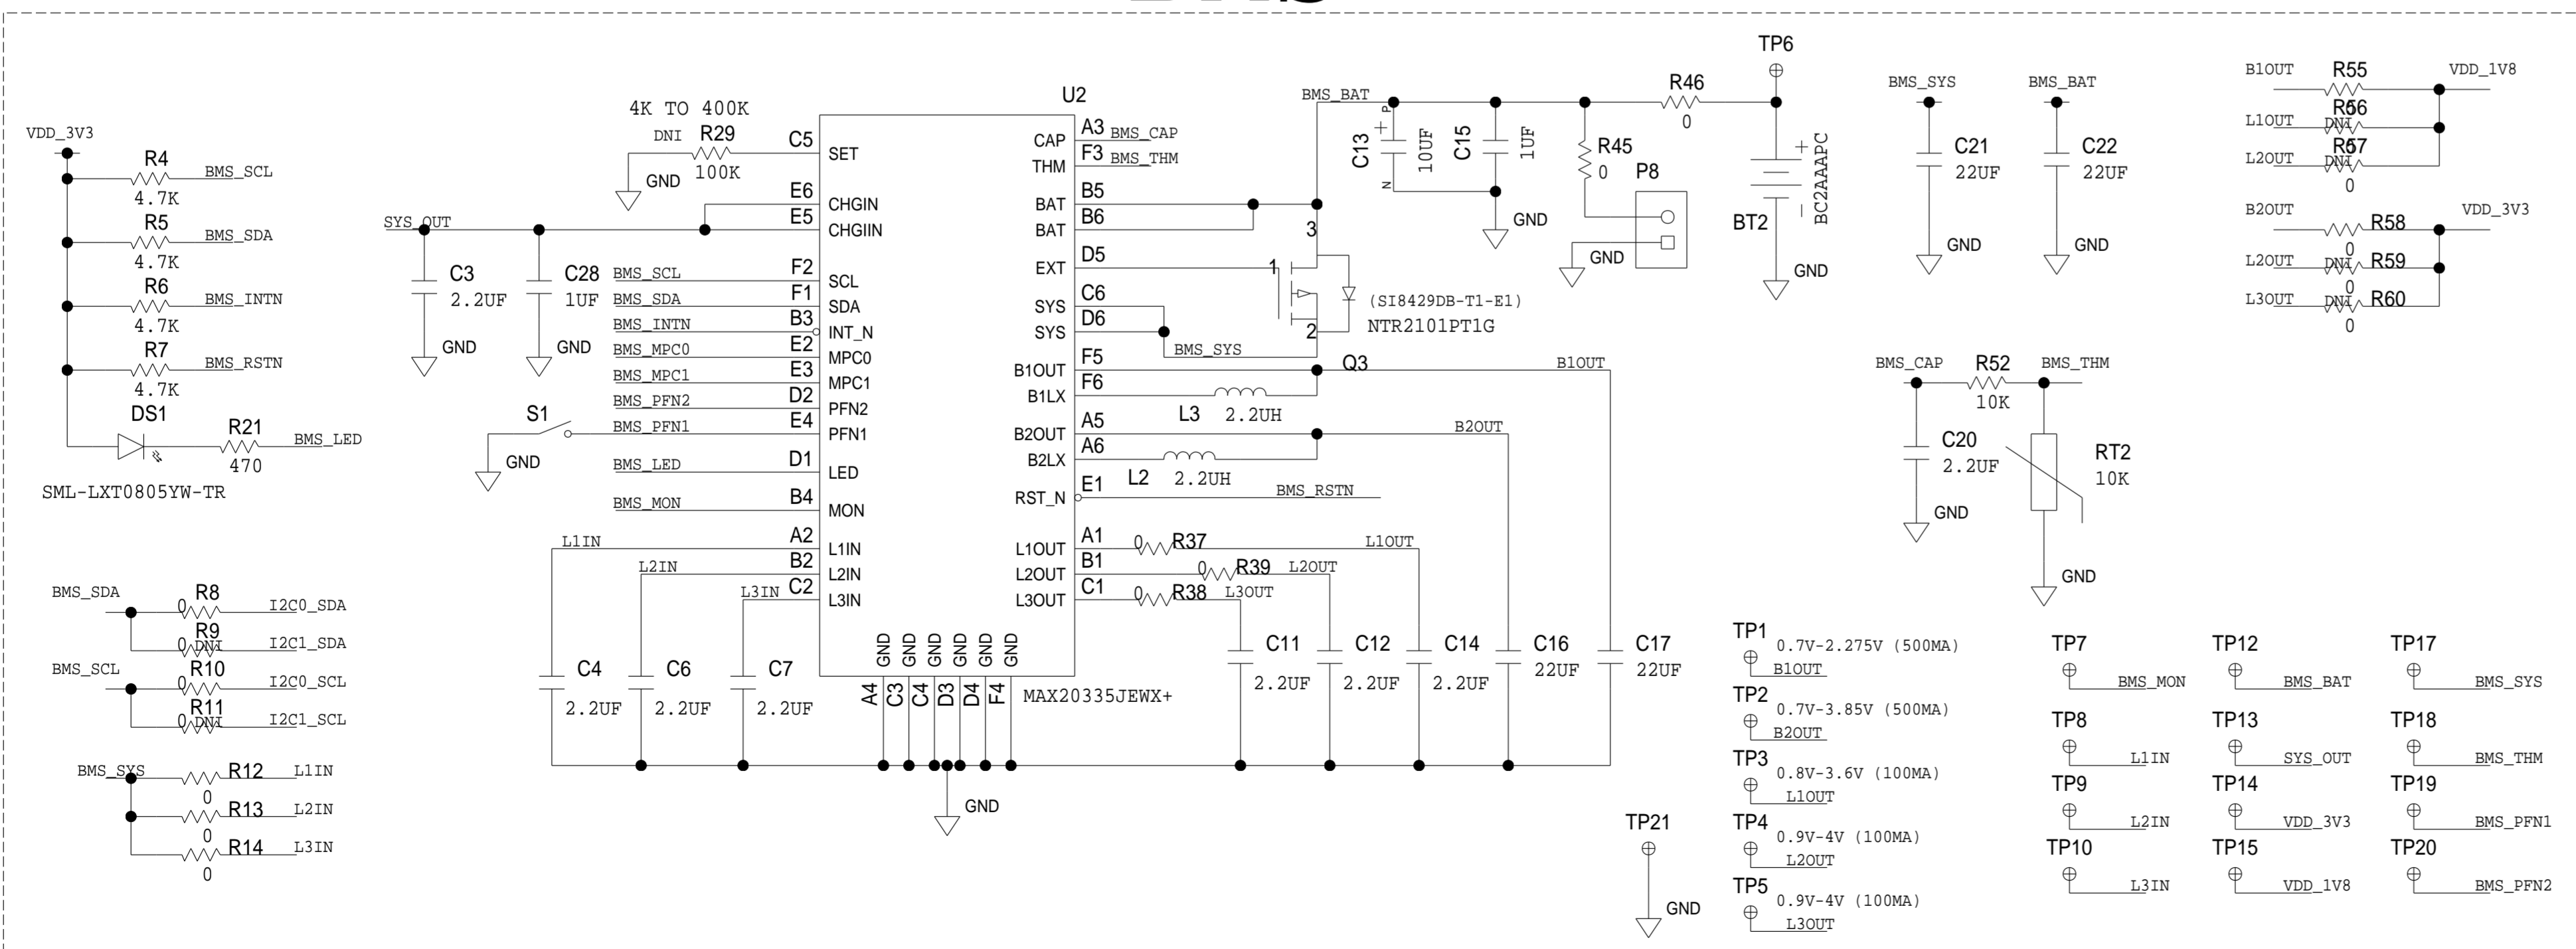 VDD_3V3
R4
BMS_SCL
4.7K
R5
BMS_SDA
4.7K
R6
BMS_INTN
4.7K
R7
BMS_RSTN
4.7K
DS1
R21
BMS_LED
470
SML-LXT0805YW-TR
BMS_SDA
R8
0
I2C0_SDA
R9
0
DNI
I2C1_SDA
BMS_SCL
R10
0
I2C0_SCL
R11
0
DNI
I2C1_SCL
BMS_SYS
R12
L1IN
0
R13
L2IN
0
R14
L3IN
0
4K TO 400K
DNI
R29
100K
GND
SYS_OUT
C3
2.2UF
GND
C28
1UF
GND
S1
GND
BMS_SCL
BMS_SDA
BMS_INTN
BMS_MPC0
BMS_MPC1
BMS_PFN2
BMS_PFN1
BMS_LED
BMS_MON
L1IN
L2IN
L3IN
C4
2.2UF
C6
2.2UF
C7
2.2UF
U2
C5 SET
E6 CHGIN
E5 CHGIIN
F2 SCL
F1 SDA
B3 INT_N
E2 MPC0
E3 MPC1
D2 PFN2
E4 PFN1
D1 LED
B4 MON
A2 L1IN
B2 L2IN
C2 L3IN
CAP A3 BMS_CAP
THM F3 BMS_THM
BAT B5
BAT B6
EXT D5
SYS C6
SYS D6
BMS_SYS
B1OUT F5
B1LX F6
B2OUT A5
B2LX A6
RST_N E1
BMS_RSTN
L1OUT A1
L2OUT B1
L3OUT C1
GND GND GND GND GND GND
A4 C3 C4 D3 D4 F4
MAX20335JEWX+
GND
BMS_BAT
3
1
2
(SI8429DB-T1-E1)
NTR2101PT1G
Q3
B1OUT
L3 2.2UH
B2OUT
L2 2.2UH
0 R37 L1OUT
0 R39 L2OUT
0 R38 L3OUT
C11
2.2UF
C12
2.2UF
C14
2.2UF
C16
22UF
C17
22UF
C13
P
+
10UF
N
C15
1UF
GND
R45
0
R46
0
P8
GND
TP6
+
BC2AAAPC
BT2
-
GND
BMS_SYS
C21
22UF
GND
BMS_BAT
C22
22UF
GND
B1OUT R55 VDD_1V8
L1OUT DNI R56
L2OUT DNI R57
0
B2OUT R58 VDD_3V3
0
L2OUT DNI R59
0
L3OUT DNI R60
0
BMS_CAP R52 BMS_THM
10K
C20
2.2UF
GND
RT2
10K
GND
TP21
GND
TP1
0.7V-2.275V (500MA)
B1OUT
TP2
0.7V-3.85V (500MA)
B2OUT
TP3
0.8V-3.6V (100MA)
L1OUT
TP4
0.9V-4V (100MA)
L2OUT
TP5
0.9V-4V (100MA)
L3OUT
TP7
BMS_MON
TP8
L1IN
TP9
L2IN
TP10
L3IN
TP12
BMS_BAT
TP13
SYS_OUT
TP14
VDD_3V3
TP15
VDD_1V8
TP17
BMS_SYS
TP18
BMS_THM
TP19
BMS_PFN1
TP20
BMS_PFN2